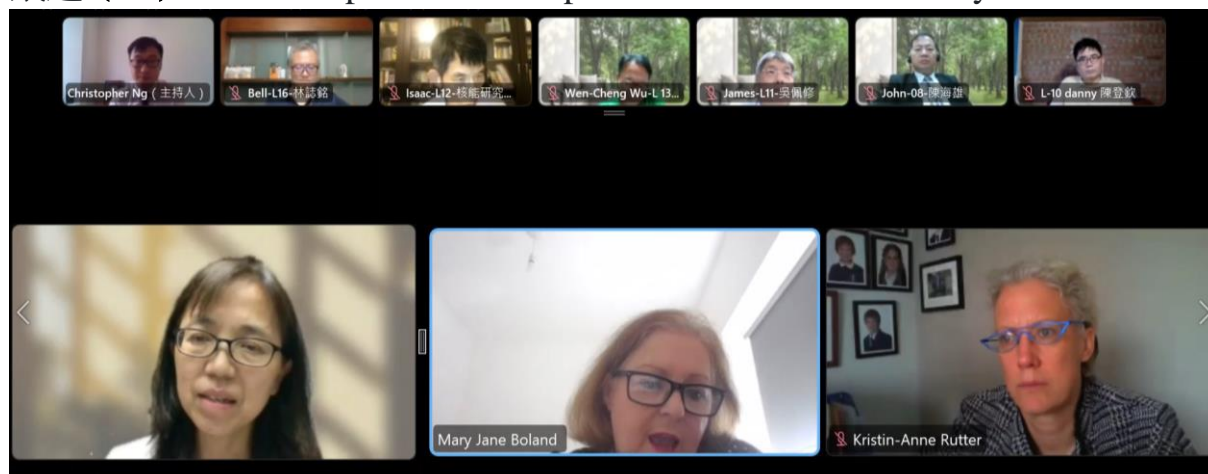 Christopher Ng（主持人）
Bell-L16-林誌銘
Isaac-L12-核能研究...
Wen-Cheng Wu-L 13...
James-L11-吳佩修
John-08-陳海雄
L-10 danny 陳登欽
Mary Jane Boland
Kristin-Anne Rutter